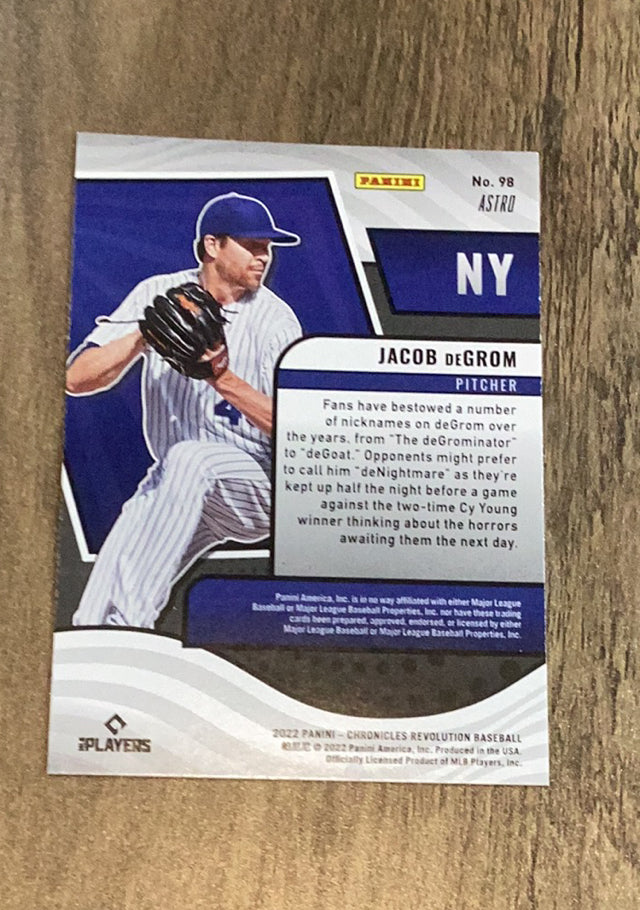 PANINI
No. 98
ASTRO
NY
JACOB DEGROM
PITCHER
Fans have bestowed a number
of nicknames on deGrom over
the years, from "The deGrominator"
to "deGoat." Opponents might prefer
to call him "deNightmare" as they're
kept up half the night before a game
against the two-time Cy Young
winner thinking about the horrors
awaiting them the next day.
4
Panini America, Inc. is in no way affiliated with either Major League
Baseball or Major League Baseball Properties, Inc. nor have these trading
cards been prepared, approved, endorsed, or licensed by either
Major League Baseball or Major League Baseball Properties, Inc.
PLAYERS
2022 PANINI – CHRONICLES REVOLUTION BASEBALL
© 2022 Panini America, Inc. Produced in the USA.
Officially Licensed Product of MLB Players, Inc.